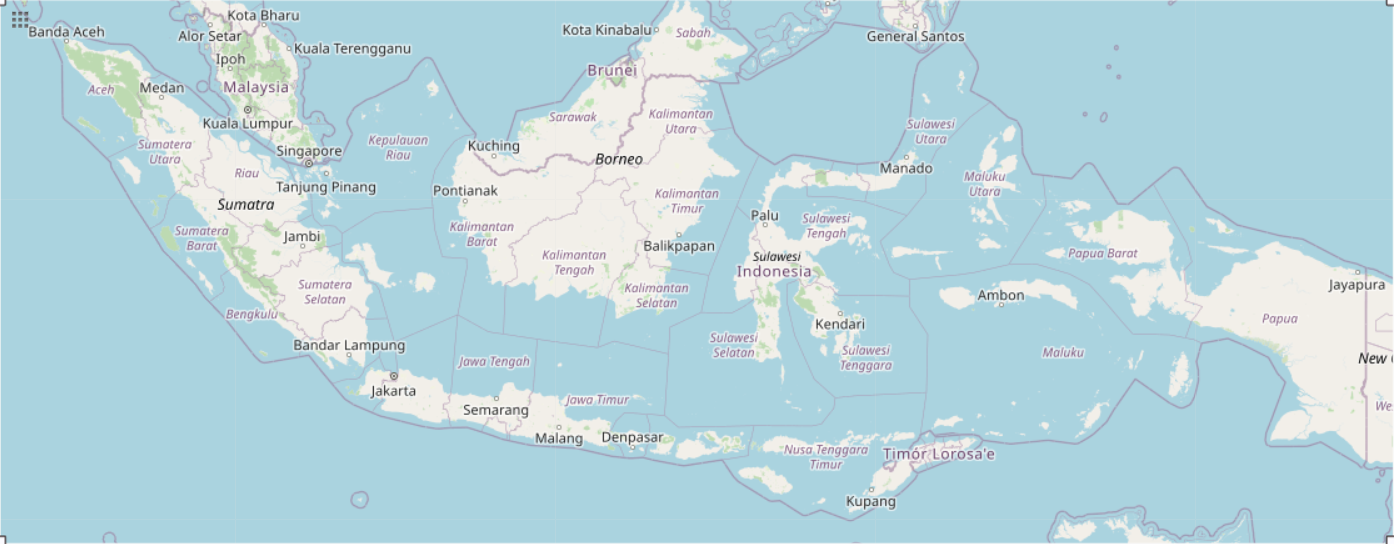 Kota Bharu
Banda Aceh
Alor Setar
Kota Kinabalu
Sabah
General Santos
Kuala Terengganu
Ipoh
Brunei
Aceh
Medan
Malaysia
Kuala Lumpur
Sarawak
Kalimantan
Utara
Sulawesi
Utara
Kepulauan
Riau
Kuching
Sumatera
Utara
Singapore
Borneo
Riau
Manado
Maluku
Utara
Tanjung Pinang
Pontianak
Kalimantan
Timur
Sumatra
Palu
Sulawesi
Tengah
Sumatera
Barat
Jambi
Kalimantan
Barat
Balikpapan
Kalimantan
Tengah
Sulawesi
Indonesia
Papua Barat
Sumatera
Selatan
Kalimantan
Selatan
Ambon
Jayapura
Bengkulu
Kendari
Papua
Bandar Lampung
Sulawesi
Selatan
Sulawesi
Tenggara
Maluku
New
Jawa Tengah
Jakarta
Jawa Timur
Semarang
We
Malang
Denpasar
Nusa Tenggara
Timur
Timór Lorosa'e
Kupang